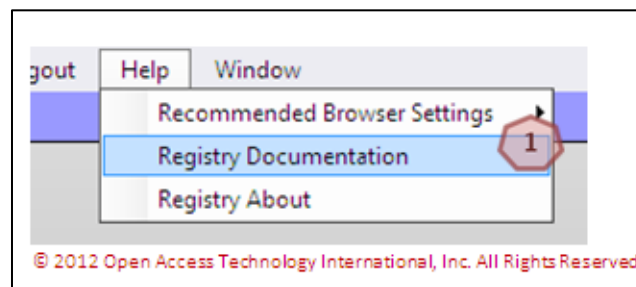 gout Help Window
Recommended Browser Settings
Registry Documentation
1
Registry About
© 2012 Open Access Technology International, Inc. All Rights Reserved